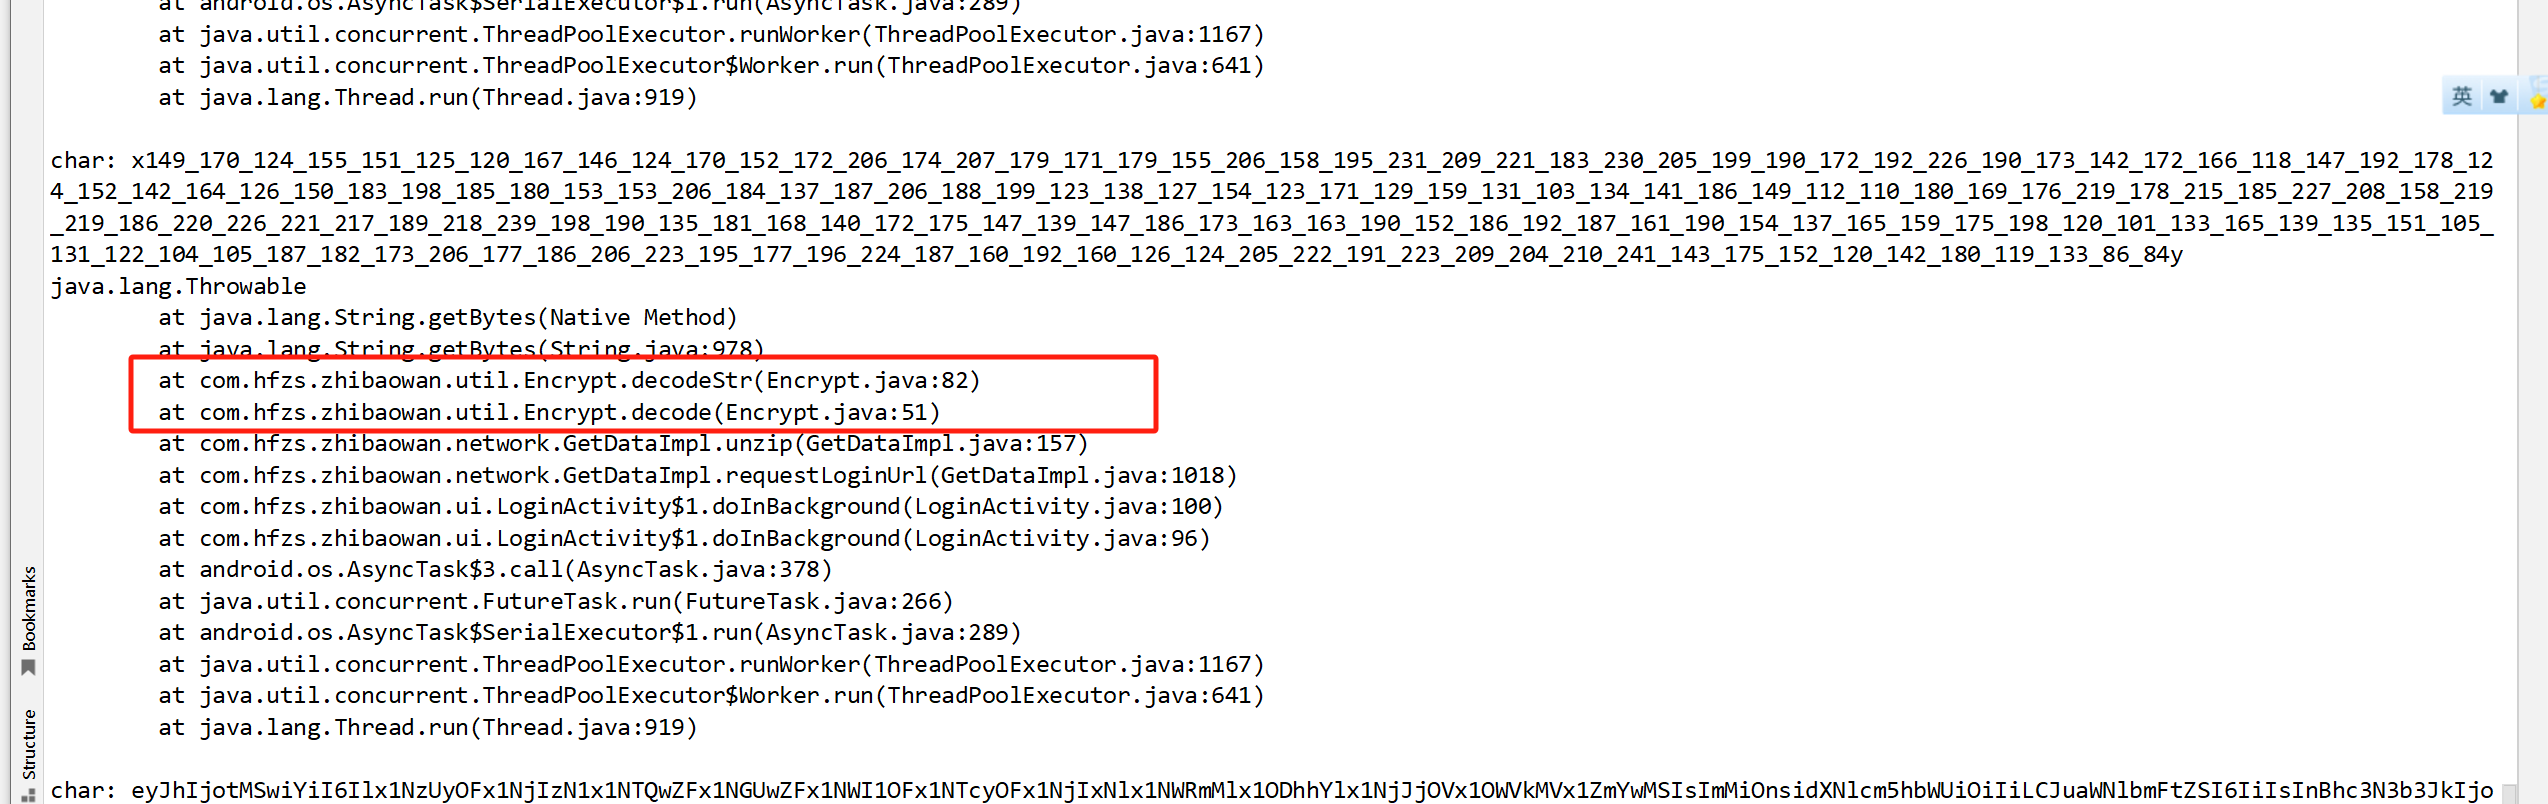 at android.os.AsyncTask$SerialExecutor$1.run(AsyncTask.java:289)
at java.util.concurrent.ThreadPoolExecutor.runWorker(ThreadPoolExecutor.java:1167)
at java.util.concurrent.ThreadPoolExecutor$Worker.run(ThreadPoolExecutor.java:641)
at java.lang.Thread.run(Thread.java:919)
英
char: x149_170_124_155_151_125_120_167_146_124_170_152_172_206_174_207_179_171_179_155_206_158_195_231_209_221_183_230_205_199_190_172_192_226_190_173_142_172_166_118_147_192_178_12
4_152_142_164_126_150_183_198_185_180_153_153_206_184_137_187_206_188_199_123_138_127_154_123_171_129_159_131_103_134_141_186_149_112_110_180_169_176_219_178_215_185_227_208_158_219
_219_186_220_226_221_217_189_218_239_198_190_135_181_168_140_172_175_147_139_147_186_173_163_163_190_152_186_192_187_161_190_154_137_165_159_175_198_120_101_133_165_139_135_151_105_
131_122_104_105_187_182_173_206_177_186_206_223_195_177_196_224_187_160_192_160_126_124_205_222_191_223_209_204_210_241_143_175_152_120_142_180_119_133_86_84y
java.lang.Throwable
at java.lang.String.getBytes(Native Method)
at java.lang.String.getBytes(String.java:978)
at com.hfzs.zhibaowan.util.Encrypt.decodeStr(Encrypt.java:82)
at com.hfzs.zhibaowan.util.Encrypt.decode(Encrypt.java:51)
at com.hfzs.zhibaowan.network.GetDataImpl.unzip(GetDataImpl.java:157)
at com.hfzs.zhibaowan.network.GetDataImpl.requestLoginUrl(GetDataImpl.java:1018)
at com.hfzs.zhibaowan.ui.LoginActivity$1.doInBackground(LoginActivity.java:100)
at com.hfzs.zhibaowan.ui.LoginActivity$1.doInBackground(LoginActivity.java:96)
at android.os.AsyncTask$3.call(AsyncTask.java:378)
at java.util.concurrent.FutureTask.run(FutureTask.java:266)
at android.os.AsyncTask$SerialExecutor$1.run(AsyncTask.java:289)
at java.util.concurrent.ThreadPoolExecutor.runWorker(ThreadPoolExecutor.java:1167)
at java.util.concurrent.ThreadPoolExecutor$Worker.run(ThreadPoolExecutor.java:641)
at java.lang.Thread.run(Thread.java:919)
char: eyJhIjotMSwiYiI6Ilx1NzUyOFx1NjIzN1x1NTQwZFx1NGUwZFx1NWI1OFx1NTcyOFx1NjIxNlx1NWRmMlx1ODhhYlx1NjJjOVx1OWVkMVx1ZmYwMSIsImMiOnsidXNlcm5hbWUiOiIiLCJuaWNlbmFtZSI6IiIsInBhc3N3b3JkIjo
Bookmarks
Structure